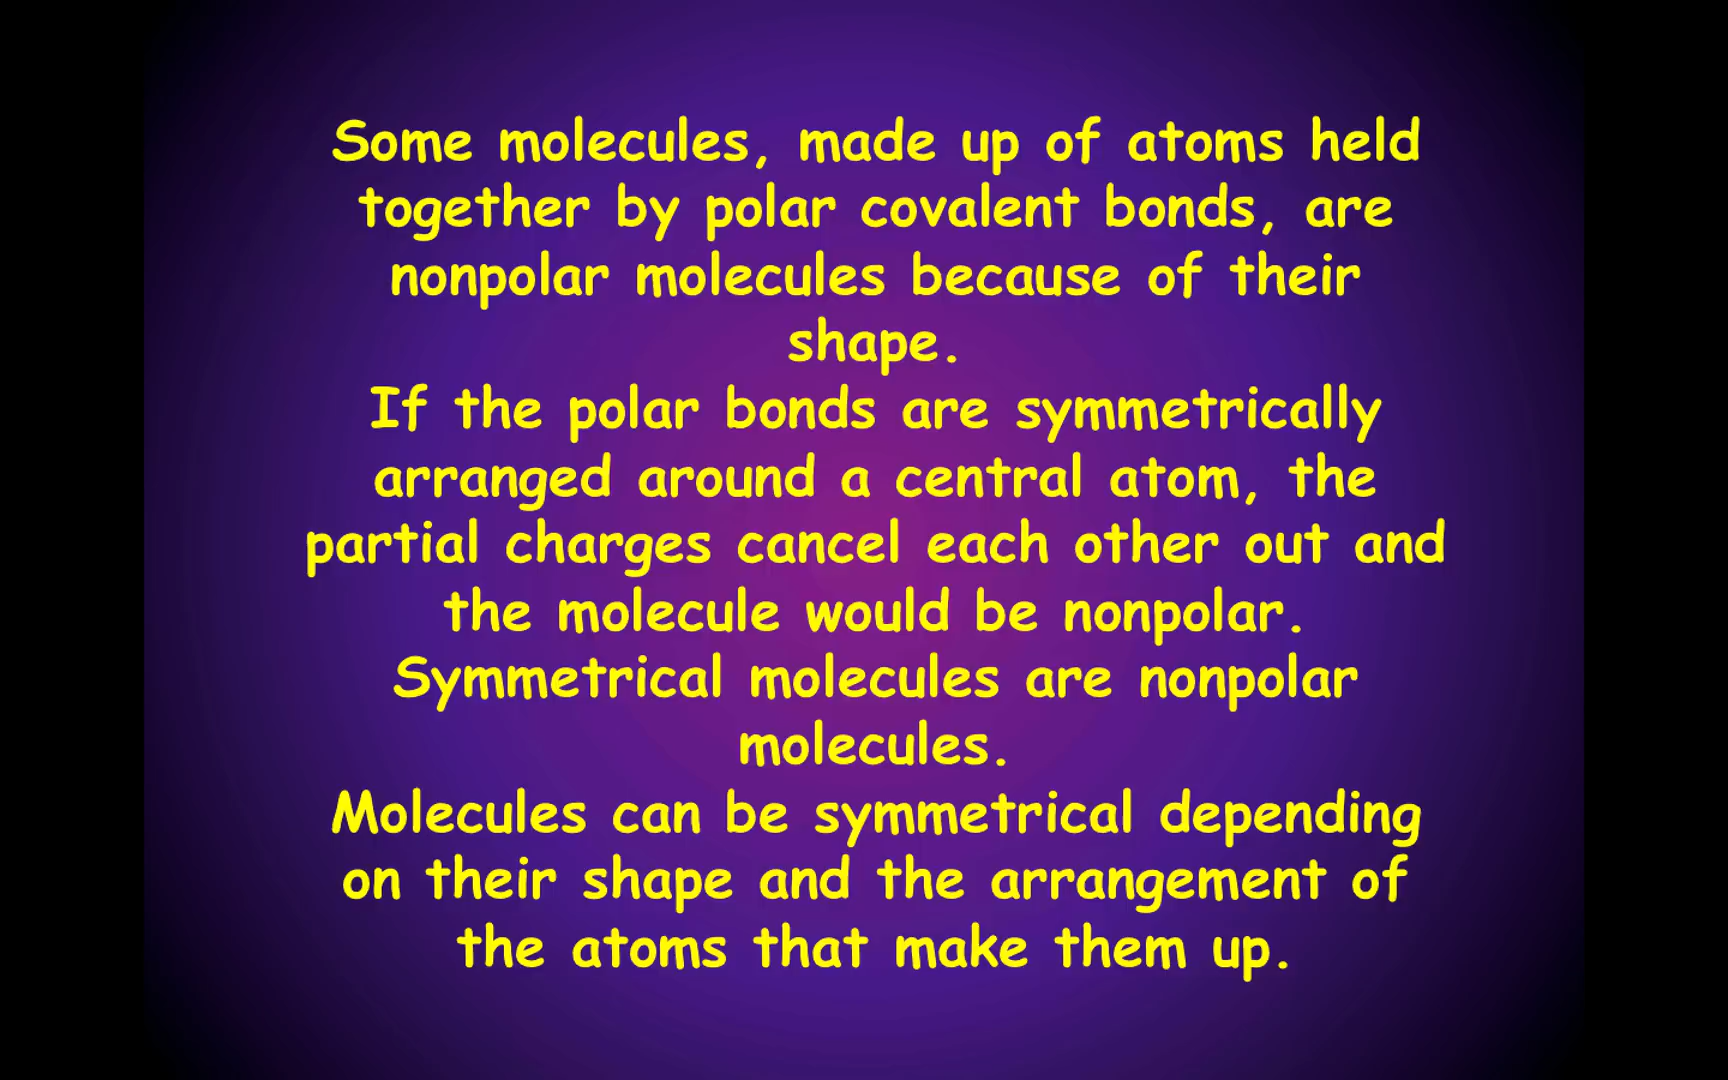 Some molecules, made up of atoms held
together by polar covalent bonds, are
nonpolar molecules because of their
shape.
If the polar bonds are symmetrically
arranged around a central atom, the
partial charges cancel each other out and
the molecule would be nonpolar.
Symmetrical molecules are nonpolar
molecules.
Molecules can be symmetrical depending
on their shape and the arrangement of
the atoms that make them up.